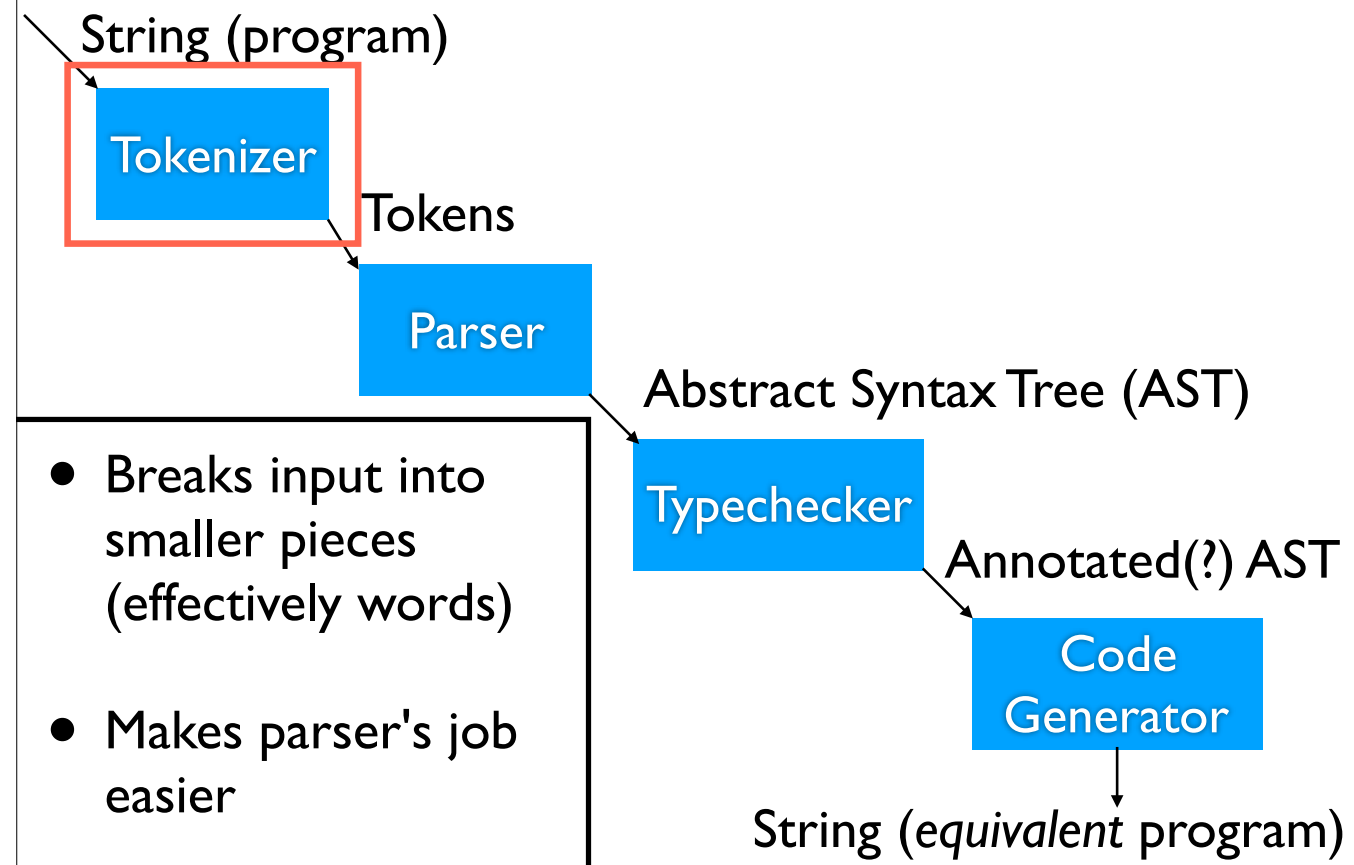 String (program)
Tokenizer
Tokens
Parser
Abstract Syntax Tree (AST)
Typechecker
Annotated(?) AST
Code
Generator
String (equivalent program)
• Breaks input into
smaller pieces
(effectively words)
• Makes parser's job
easier